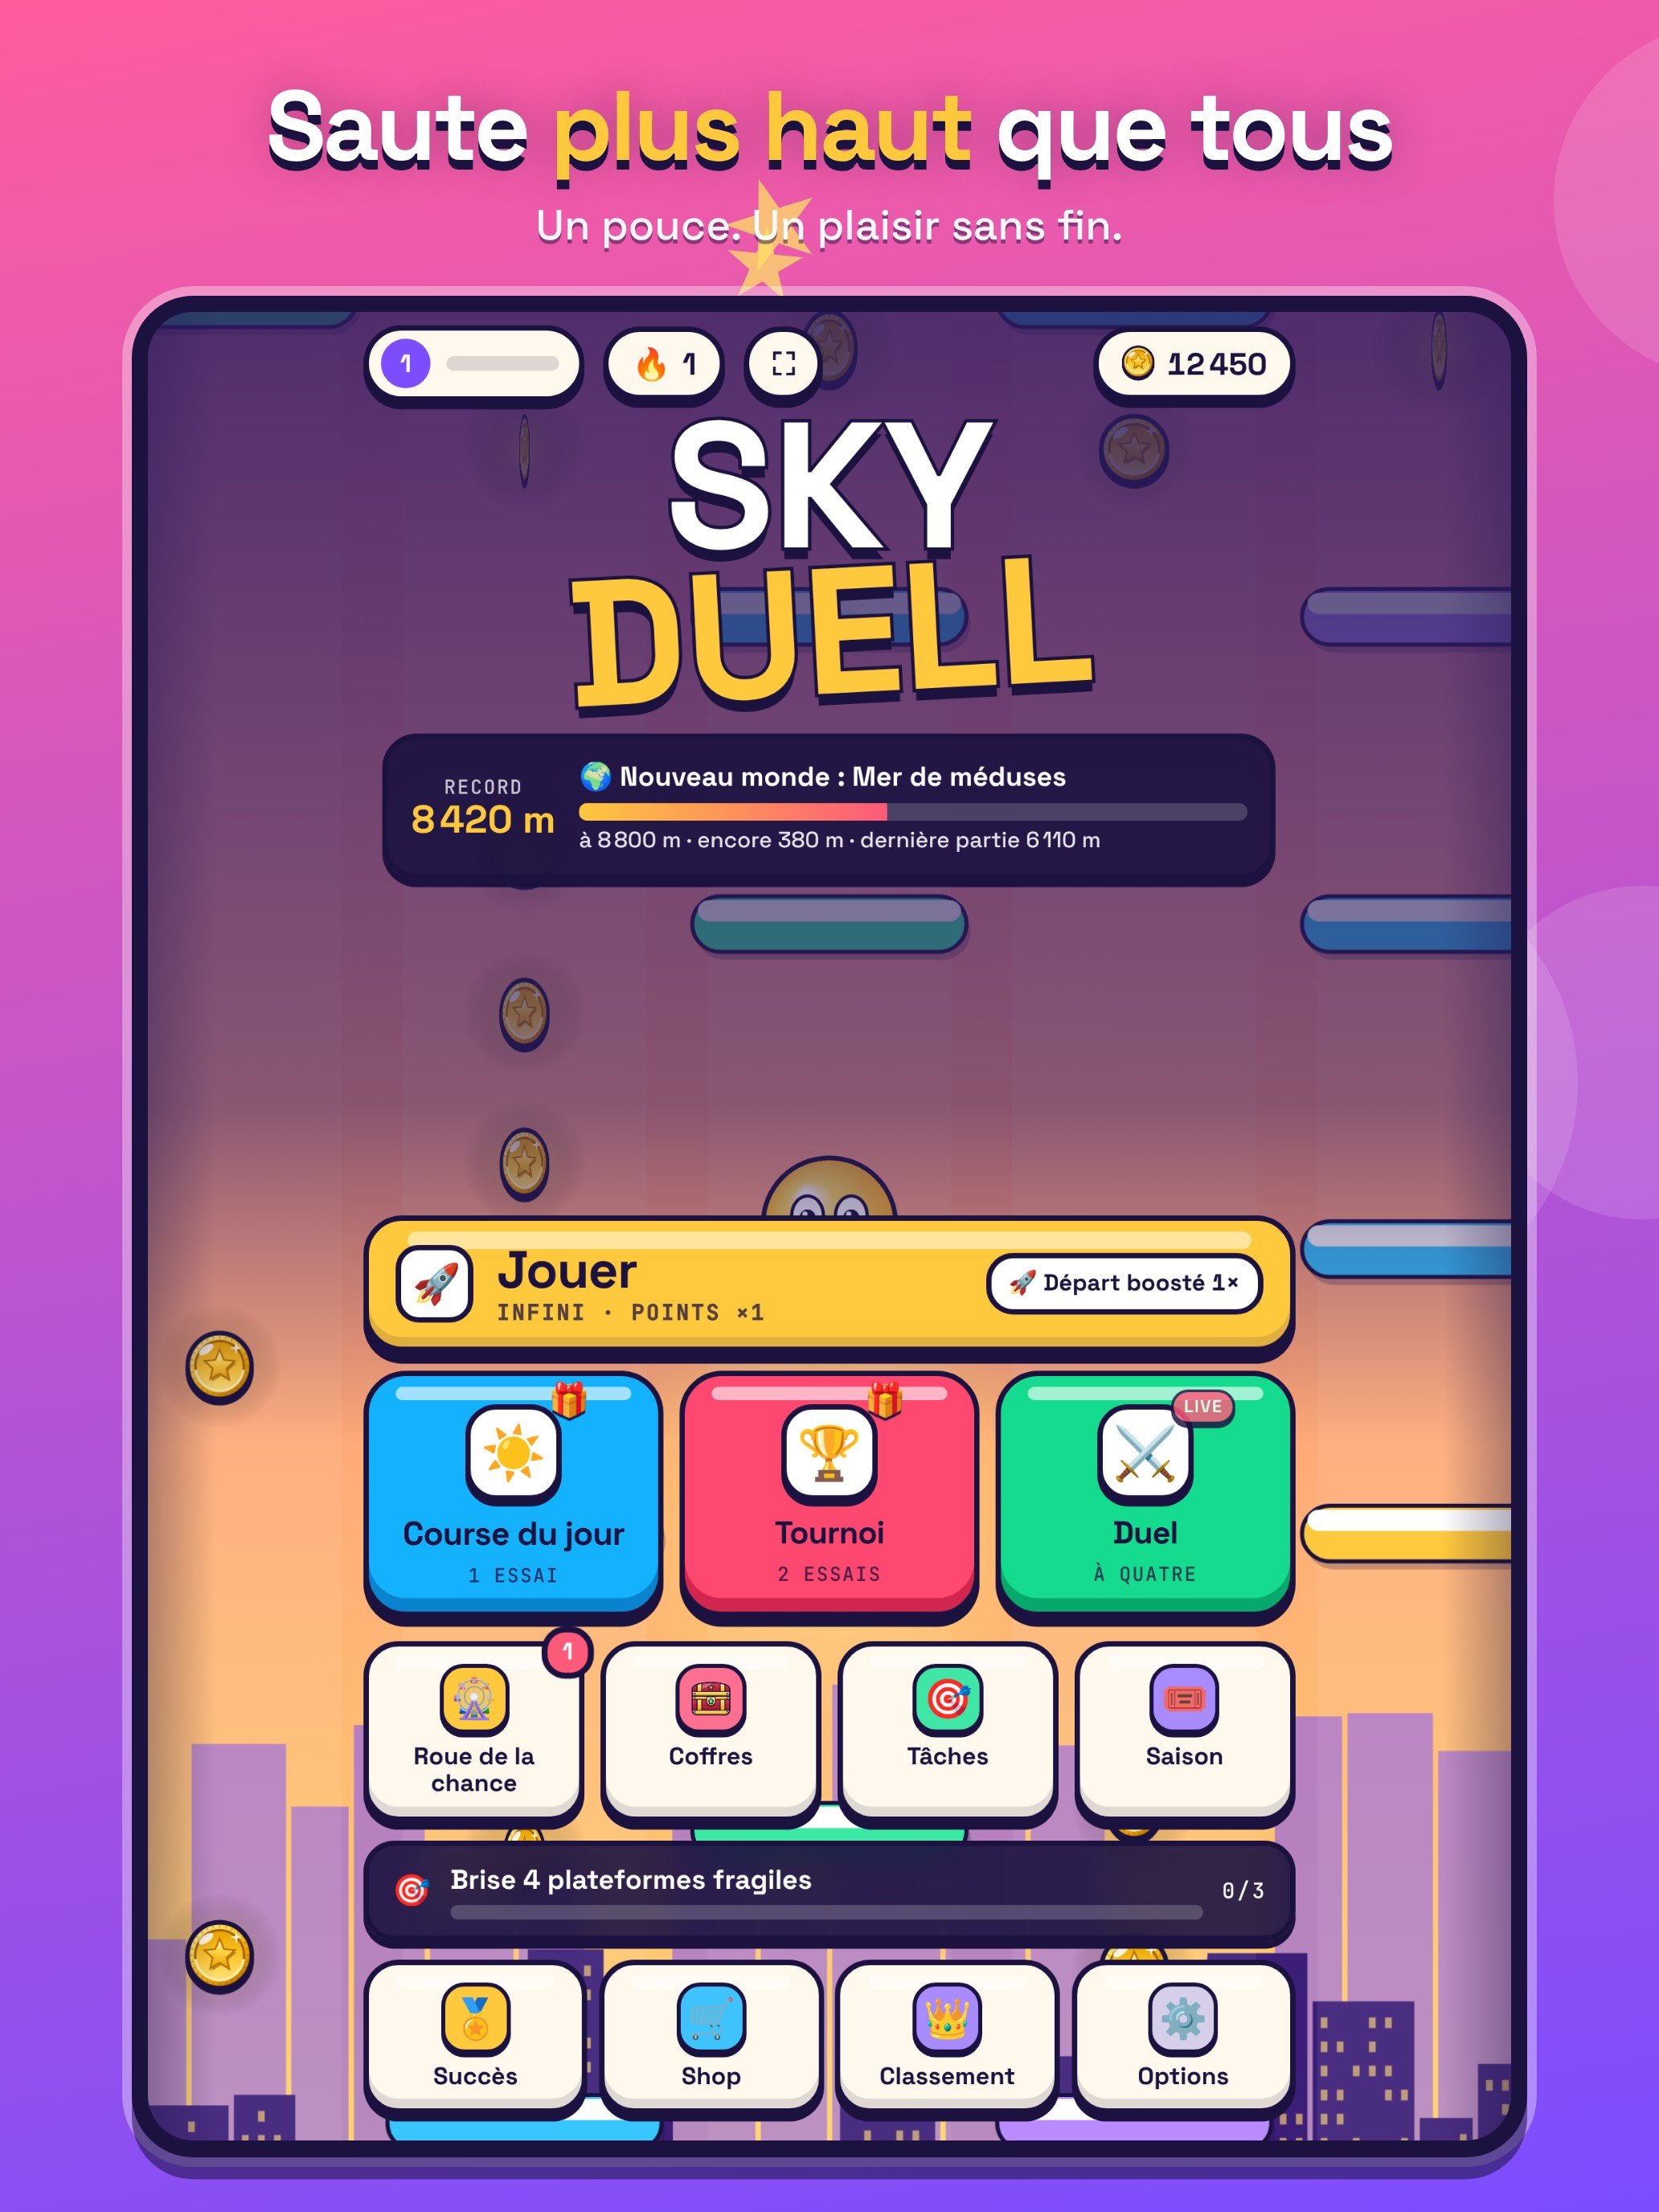 Saute plus haut que tous
Un pouce. Un plaisir sans fin.
1
🔥 1
12 450
SKY
DUELL
RECORD
8 420 m
🌍 Nouveau monde : Mer de méduses
à 8 800 m · encore 380 m · dernière partie 6 110 m
Jouer
INFINI · POINTS ×1
🚀 Départ boosté 1×
Course du jour
1 ESSAI
Tournoi
2 ESSAIS
LIVE
Duel
À QUATRE
1
Roue de la
chance
Coffres
Tâches
Saison
Brise 4 plateformes fragiles
0/3
Succès
Shop
Classement
Options